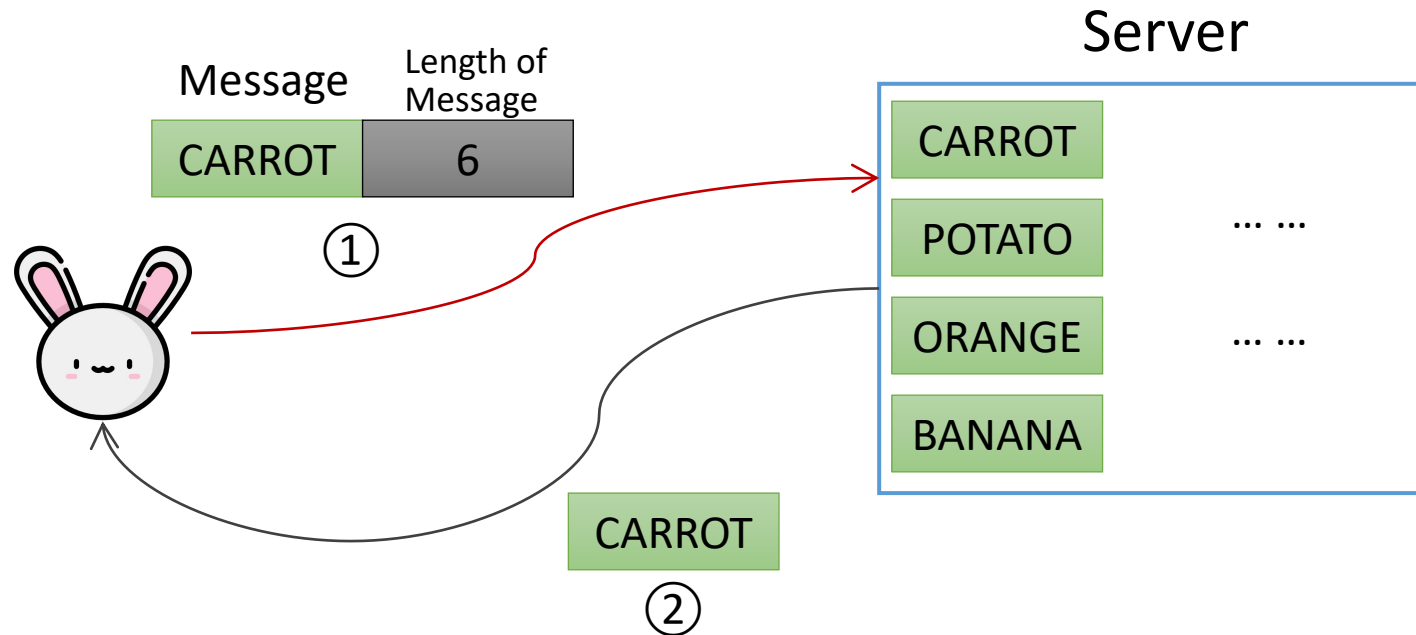 Server
Message
Length of
Message
CARROT
6
①
CARROT
POTATO
... ...
ORANGE
... ...
BANANA
CARROT
②